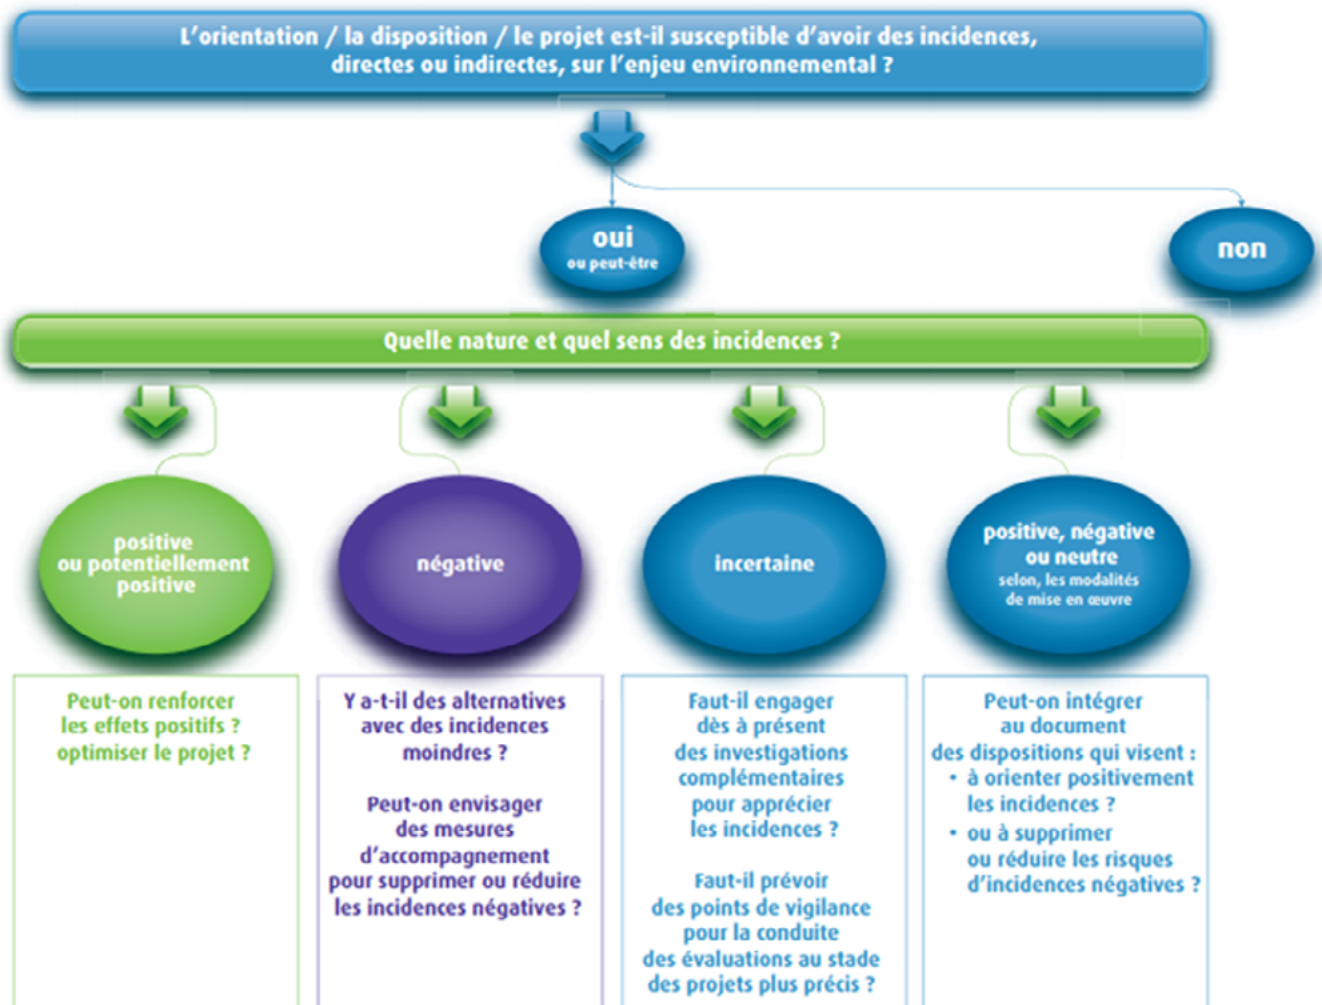 L'orientation / la disposition / le projet est-il susceptible d'avoir des incidences,
directes ou indirectes, sur l'enjeu environnemental ?
oui
ou peut-être
non
Quelle nature et quel sens des incidences ?
positive
ou potentiellement
positive
négative
incertaine
positive, négative
ou neutre
selon, les modalités
de mise en œuvre
Peut-on renforcer
les effets positifs ?
optimiser le projet ?
Y a-t-il des alternatives
avec des incidences
moindres ?
Peut-on envisager
des mesures
d'accompagnement
pour supprimer ou réduire
les incidences négatives ?
Faut-il engager
dès à présent
des investigations
complémentaires
pour apprécier
les incidences ?
Faut-il prévoir
des points de vigilance
pour la conduite
des évaluations au stade
des projets plus précis ?
Peut-on intégrer
au document
des dispositions qui visent :
• à orienter positivement
les incidences ?
• ou à supprimer
ou réduire les risques
d'incidences négatives ?